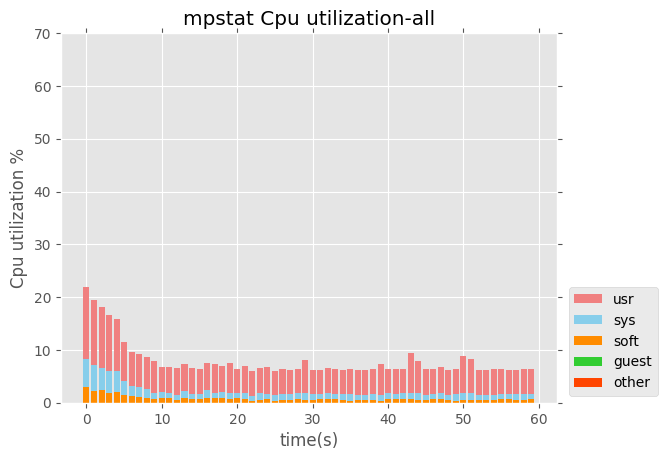 mpstat Cpu utilization-all
70
60
50
40
30
20
10
0
Cpu utilization %
0 10 20 30 40 50 60
time(s)
usr
sys
soft
guest
other